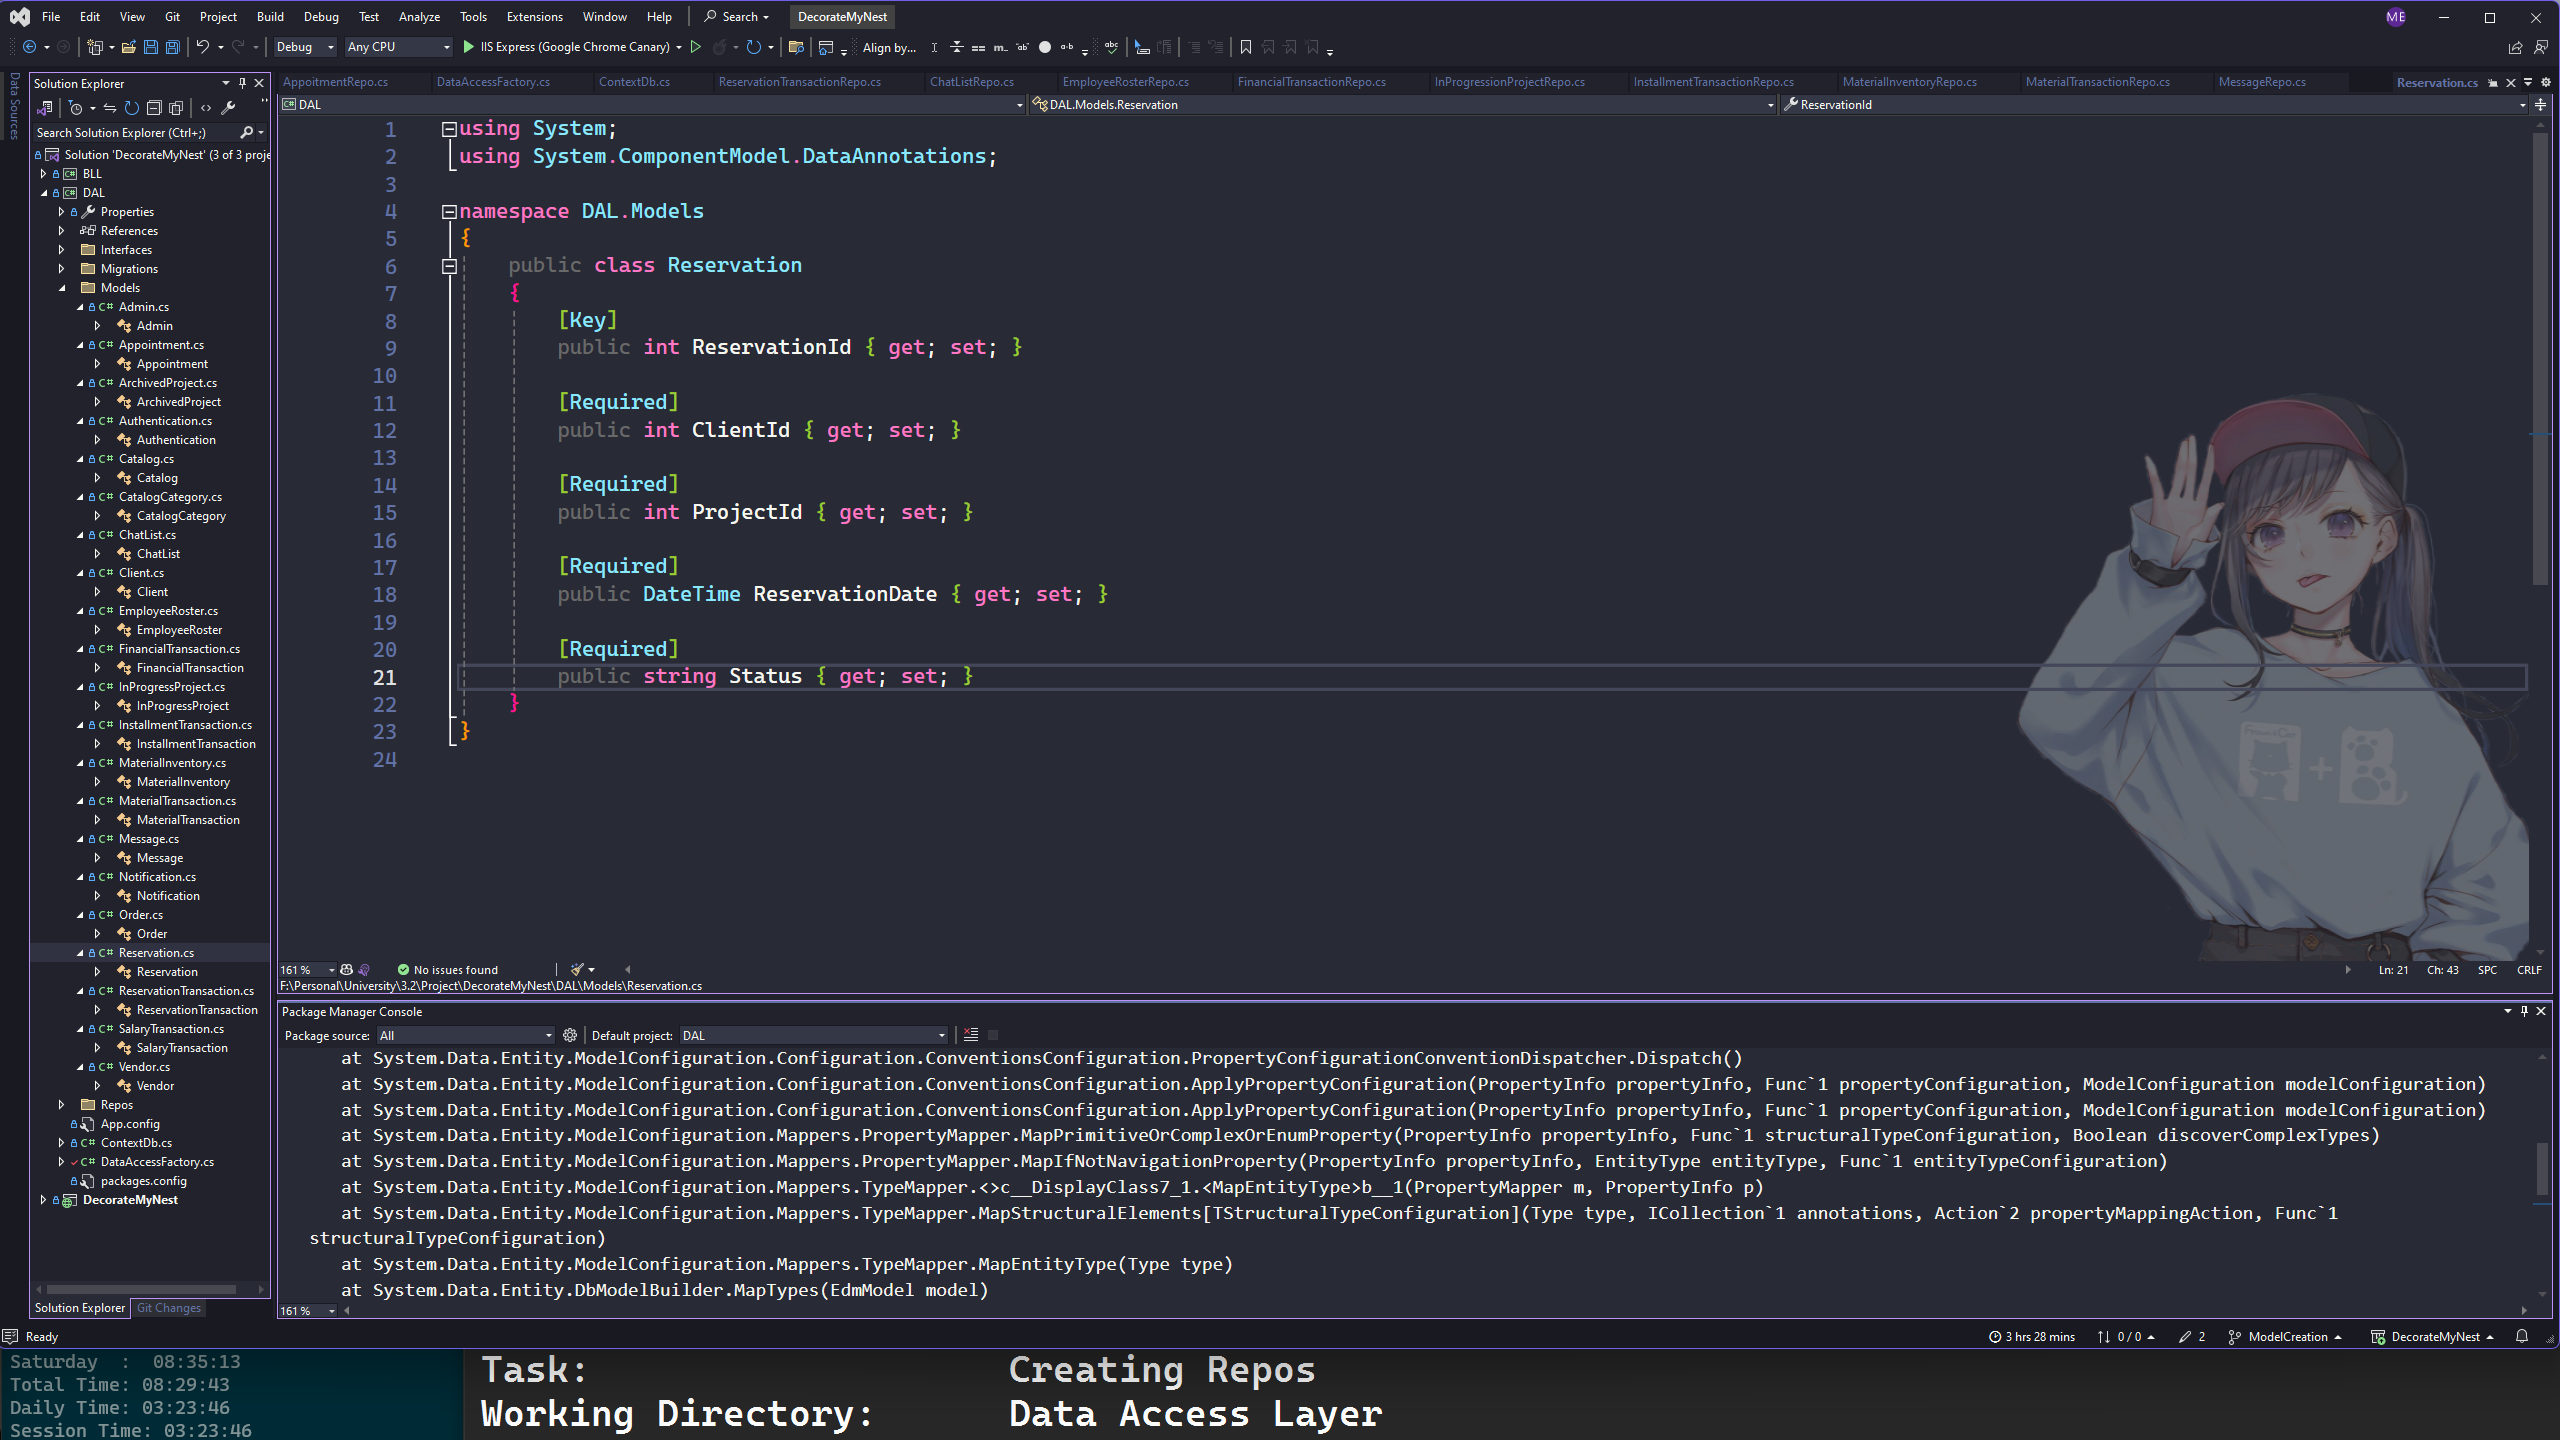 File Edit View Git Project Build Debug Test Analyze Tools Extensions Window Help Search DecorateMyNest ME
Debug Any CPU IIS Express (Google Chrome Canary) Align by...
Data Sources
Solution Explorer
Search Solution Explorer (Ctrl+;)
Solution 'DecorateMyNest' (3 of 3 proje
BLL
DAL
Properties
References
Interfaces
Migrations
Models
C# Admin.cs
Admin
C# Appointment.cs
Appointment
C# ArchivedProject.cs
ArchivedProject
C# Authentication.cs
Authentication
C# Catalog.cs
Catalog
C# CatalogCategory.cs
CatalogCategory
C# ChatList.cs
ChatList
C# Client.cs
Client
C# EmployeeRoster.cs
EmployeeRoster
C# FinancialTransaction.cs
FinancialTransaction
C# InProgressProject.cs
InProgressProject
C# InstallmentTransaction.cs
InstallmentTransaction
C# MaterialInventory.cs
MaterialInventory
C# MaterialTransaction.cs
MaterialTransaction
C# Message.cs
Message
C# Notification.cs
Notification
C# Order.cs
Order
C# Reservation.cs
Reservation
C# ReservationTransaction.cs
ReservationTransaction
C# SalaryTransaction.cs
SalaryTransaction
C# Vendor.cs
Vendor
Repos
App.config
C# ContextDb.cs
C# DataAccessFactory.cs
packages.config
DecorateMyNest
Solution Explorer Git Changes
AppoitmentRepo.cs DataAccessFactory.cs ContextDb.cs ReservationTransactionRepo.cs ChatListRepo.cs EmployeeRosterRepo.cs FinancialTransactionRepo.cs InProgressionProjectRepo.cs InstallmentTransactionRepo.cs MaterialInventoryRepo.cs MaterialTransactionRepo.cs MessageRepo.cs Reservation.cs
DAL DAL.Models.Reservation ReservationId
1 using System;
2 using System.ComponentModel.DataAnnotations;
3
4 namespace DAL.Models
5 {
6 public class Reservation
7 {
8 [Key]
9 public int ReservationId { get; set; }
10
11 [Required]
12 public int ClientId { get; set; }
13
14 [Required]
15 public int ProjectId { get; set; }
16
17 [Required]
18 public DateTime ReservationDate { get; set; }
19
20 [Required]
21 public string Status { get; set; }
22 }
23 }
24
161 % No issues found Ln: 21 Ch: 43 SPC CRLF
F:\Personal\University\3.2\Project\DecorateMyNest\DAL\Models\Reservation.cs
Package Manager Console
Package source: All Default project: DAL
at System.Data.Entity.ModelConfiguration.Configuration.ConventionsConfiguration.PropertyConfigurationConventionDispatcher.Dispatch()
at System.Data.Entity.ModelConfiguration.Configuration.ConventionsConfiguration.ApplyPropertyConfiguration(PropertyInfo propertyInfo, Func`1 propertyConfiguration, ModelConfiguration modelConfiguration)
at System.Data.Entity.ModelConfiguration.Configuration.ConventionsConfiguration.ApplyPropertyConfiguration(PropertyInfo propertyInfo, Func`1 propertyConfiguration, ModelConfiguration modelConfiguration)
at System.Data.Entity.ModelConfiguration.Mappers.PropertyMapper.MapPrimitiveOrComplexOrEnumProperty(PropertyInfo propertyInfo, Func`1 structuralTypeConfiguration, Boolean discoverComplexTypes)
at System.Data.Entity.ModelConfiguration.Mappers.PropertyMapper.MapIfNotNavigationProperty(PropertyInfo propertyInfo, EntityType entityType, Func`1 entityTypeConfiguration)
at System.Data.Entity.ModelConfiguration.Mappers.TypeMapper.<>c__DisplayClass7_1.<MapEntityType>b__1(PropertyMapper m, PropertyInfo p)
at System.Data.Entity.ModelConfiguration.Mappers.TypeMapper.MapStructuralElements[TStructuralTypeConfiguration](Type type, ICollection`1 annotations, Action`2 propertyMappingAction, Func`1
structuralTypeConfiguration)
at System.Data.Entity.ModelConfiguration.Mappers.TypeMapper.MapEntityType(Type type)
at System.Data.Entity.DbModelBuilder.MapTypes(EdmModel model)
161 %
Ready 3 hrs 28 mins 0 / 0 2 ModelCreation DecorateMyNest
Saturday : 08:35:13
Total Time: 08:29:43
Daily Time: 03:23:46
Session Time: 03:23:46
Task: Creating Repos
Working Directory: Data Access Layer